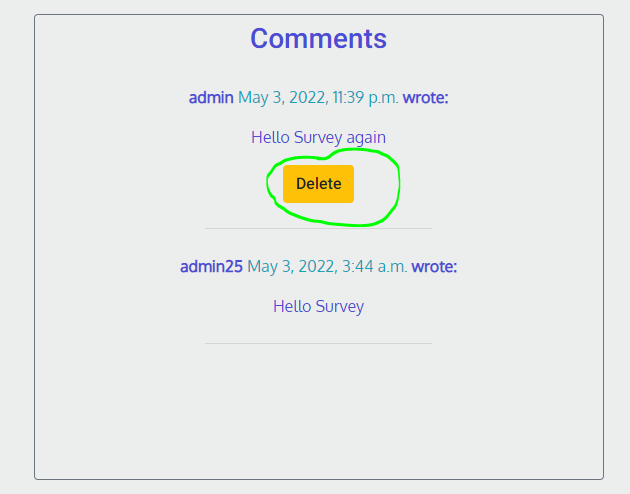 Comments
admin May 3, 2022, 11:39 p.m. wrote:
Hello Survey again
Delete
admin25 May 3, 2022, 3:44 a.m. wrote:
Hello Survey